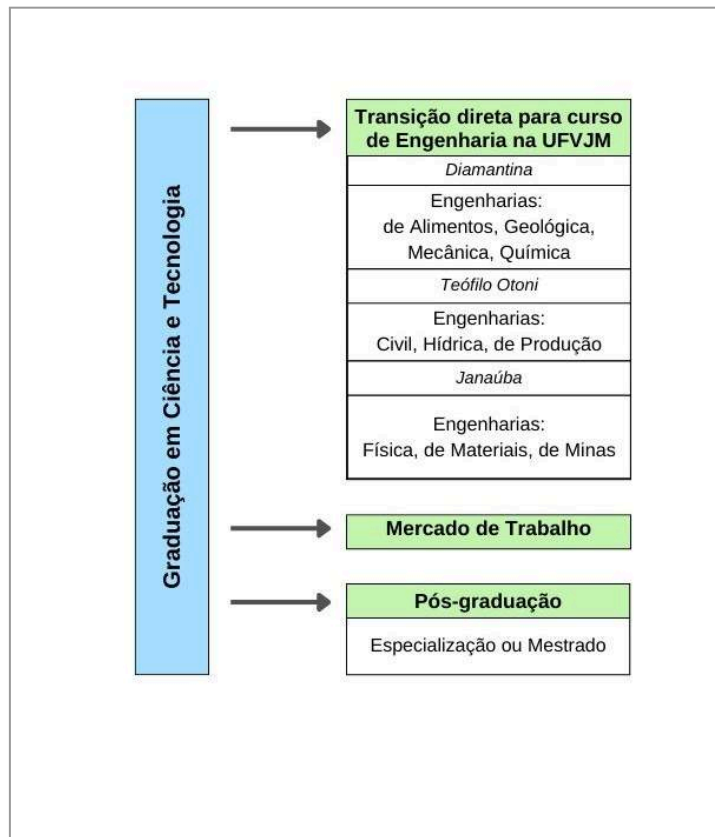 Graduação em Ciência e Tecnologia
Transição direta para curso
de Engenharia na UFVJM
Diamantina
Engenharias:
de Alimentos, Geológica,
Mecânica, Química
Teófilo Otoni
Engenharias:
Civil, Hídrica, de Produção
Janaúba
Engenharias:
Física, de Materiais, de Minas
Mercado de Trabalho
Pós-graduação
Especialização ou Mestrado